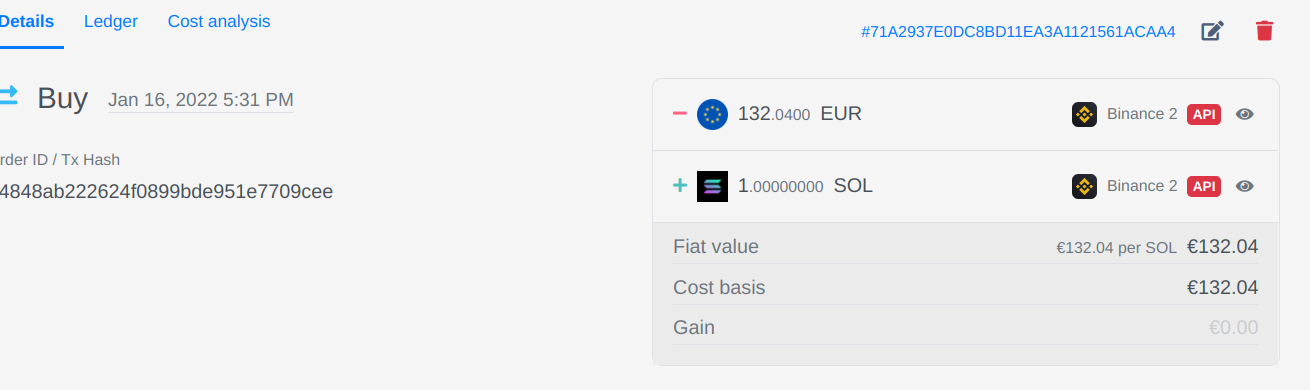 Details Ledger Cost analysis
#71A2937E0DC8BD11EA3A1121561ACAA4
Buy Jan 16, 2022 5:31 PM
rder ID / Tx Hash
4848ab222624f0899bde951e7709cee
− 132.0400 EUR Binance 2 API
+ 1.00000000 SOL Binance 2 API
Fiat value €132.04 per SOL €132.04
Cost basis €132.04
Gain €0.00